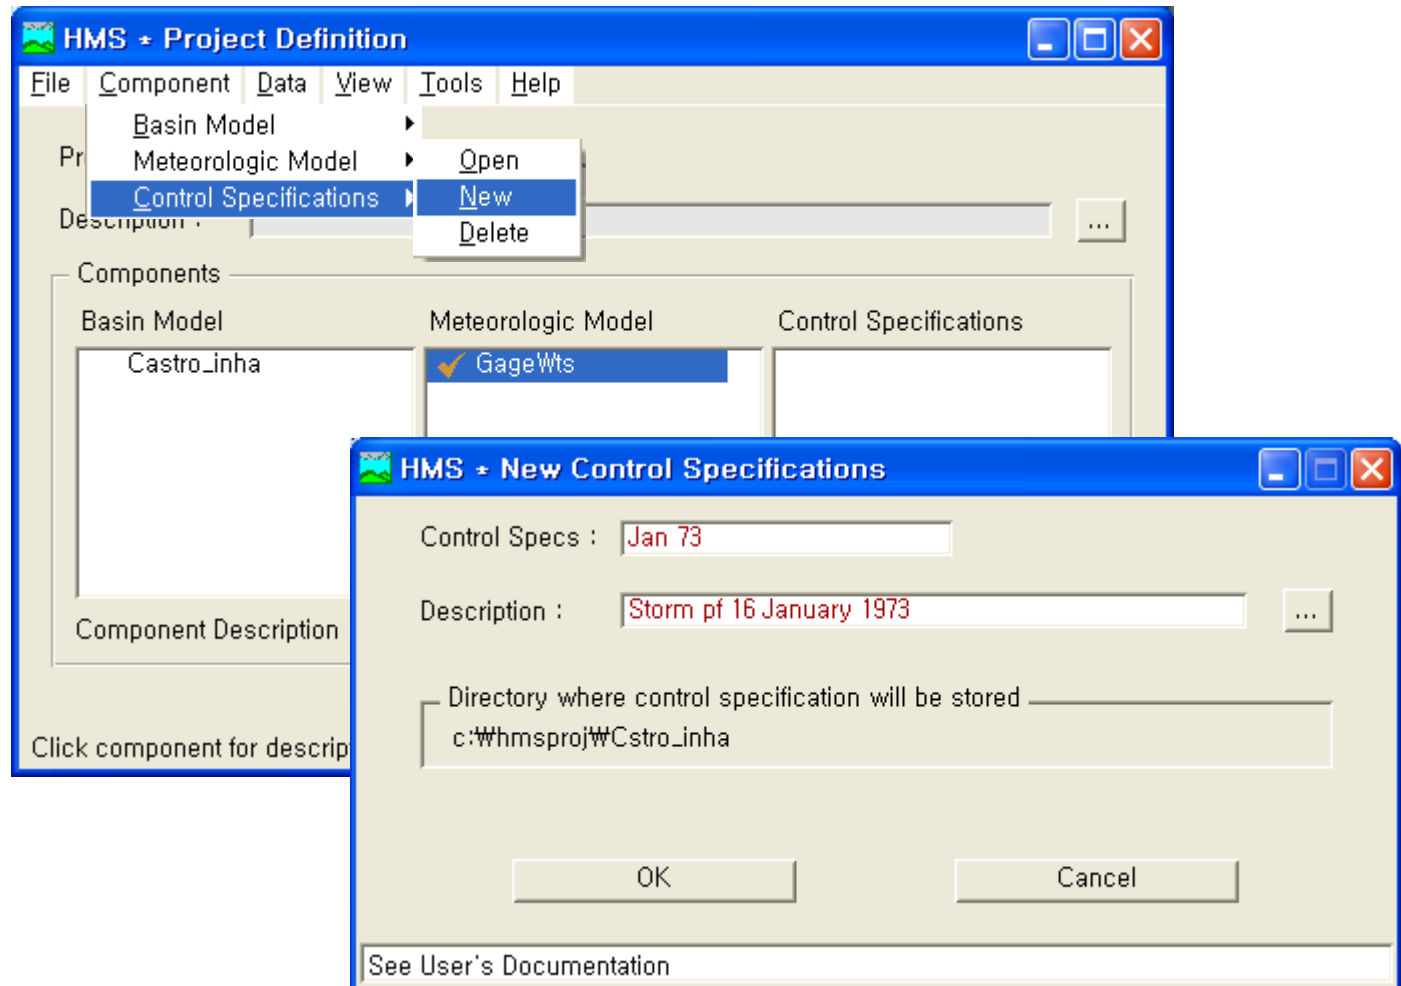 HMS * Project Definition
File Component Data View Tools Help
Basin Model
Meteorologic Model
Control Specifications
Open
New
Delete
Description :
...
Components
Basin Model Meteorologic Model Control Specifications
Castro_inha GageWts
Component Description
Click component for descrip
HMS * New Control Specifications
Control Specs : Jan 73
Description : Storm pf 16 January 1973 ...
Directory where control specification will be stored
c:₩hmsproj₩Cstro_inha
OK Cancel
See User's Documentation